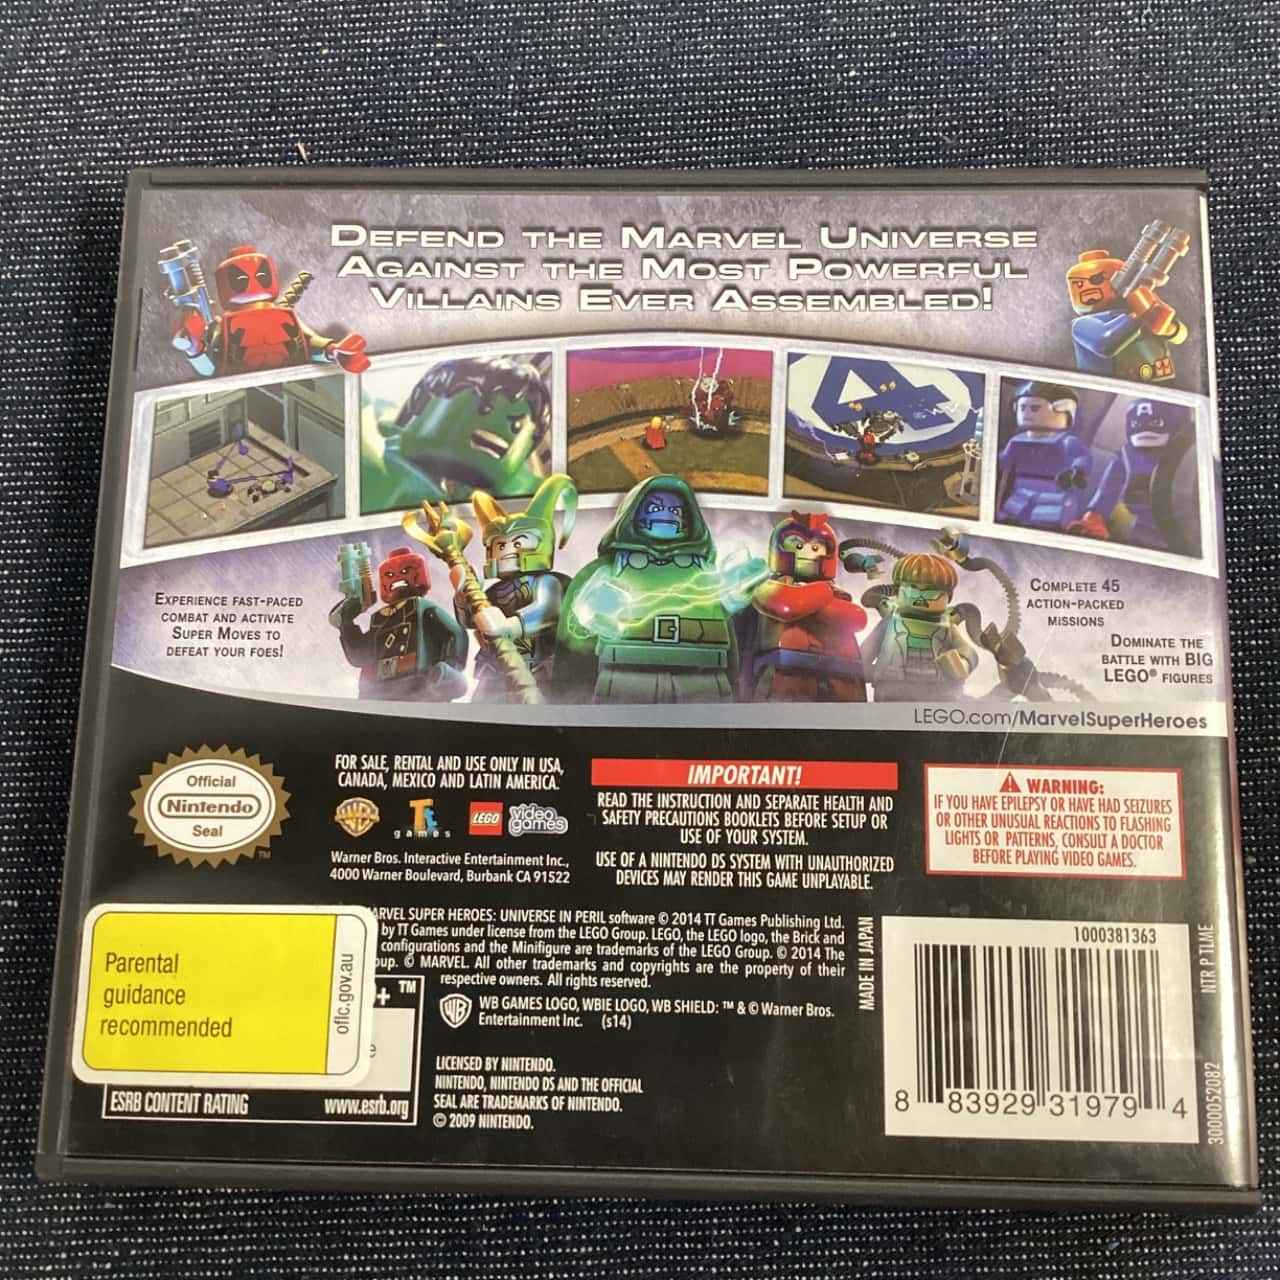 DEFEND THE MARVEL UNIVERSE
AGAINST THE MOST POWERFUL
VILLAINS EVER ASSEMBLED!
EXPERIENCE FAST-PACED
COMBAT AND ACTIVATE
SUPER MOVES TO
DEFEAT YOUR FOES!
COMPLETE 45
ACTION-PACKED
MISSIONS
DOMINATE THE
BATTLE WITH BIG
LEGO® FIGURES
LEGO.com/MarvelSuperHeroes
Official
Nintendo
Seal
TM
FOR SALE, RENTAL AND USE ONLY IN USA,
CANADA, MEXICO AND LATIN AMERICA.
WB
Tt games
LEGO
video games
Warner Bros. Interactive Entertainment Inc.,
4000 Warner Boulevard, Burbank CA 91522
IMPORTANT!
READ THE INSTRUCTION AND SEPARATE HEALTH AND
SAFETY PRECAUTIONS BOOKLETS BEFORE SETUP OR
USE OF YOUR SYSTEM.
USE OF A NINTENDO DS SYSTEM WITH UNAUTHORIZED
DEVICES MAY RENDER THIS GAME UNPLAYABLE.
WARNING:
IF YOU HAVE EPILEPSY OR HAVE HAD SEIZURES
OR OTHER UNUSUAL REACTIONS TO FLASHING
LIGHTS OR PATTERNS, CONSULT A DOCTOR
BEFORE PLAYING VIDEO GAMES.
ARVEL SUPER HEROES: UNIVERSE IN PERIL software © 2014 TT Games Publishing Ltd.
by TT Games under license from the LEGO Group. LEGO, the LEGO logo, the Brick and
configurations and the Minifigure are trademarks of the LEGO Group. © 2014 The
oup. © MARVEL. All other trademarks and copyrights are the property of their
respective owners. All rights reserved.
WB
WB GAMES LOGO, WBIE LOGO, WB SHIELD: ™ & © Warner Bros.
Entertainment Inc. (s14)
LICENSED BY NINTENDO.
NINTENDO, NINTENDO DS AND THE OFFICIAL
SEAL ARE TRADEMARKS OF NINTENDO.
© 2009 NINTENDO.
Parental
guidance
recommended
oflc.gov.au
+ TM
e
ESRB CONTENT RATING www.esrb.org
MADE IN JAPAN
1000381363
8 83929 31979 4
NTR P TLME
3000052082